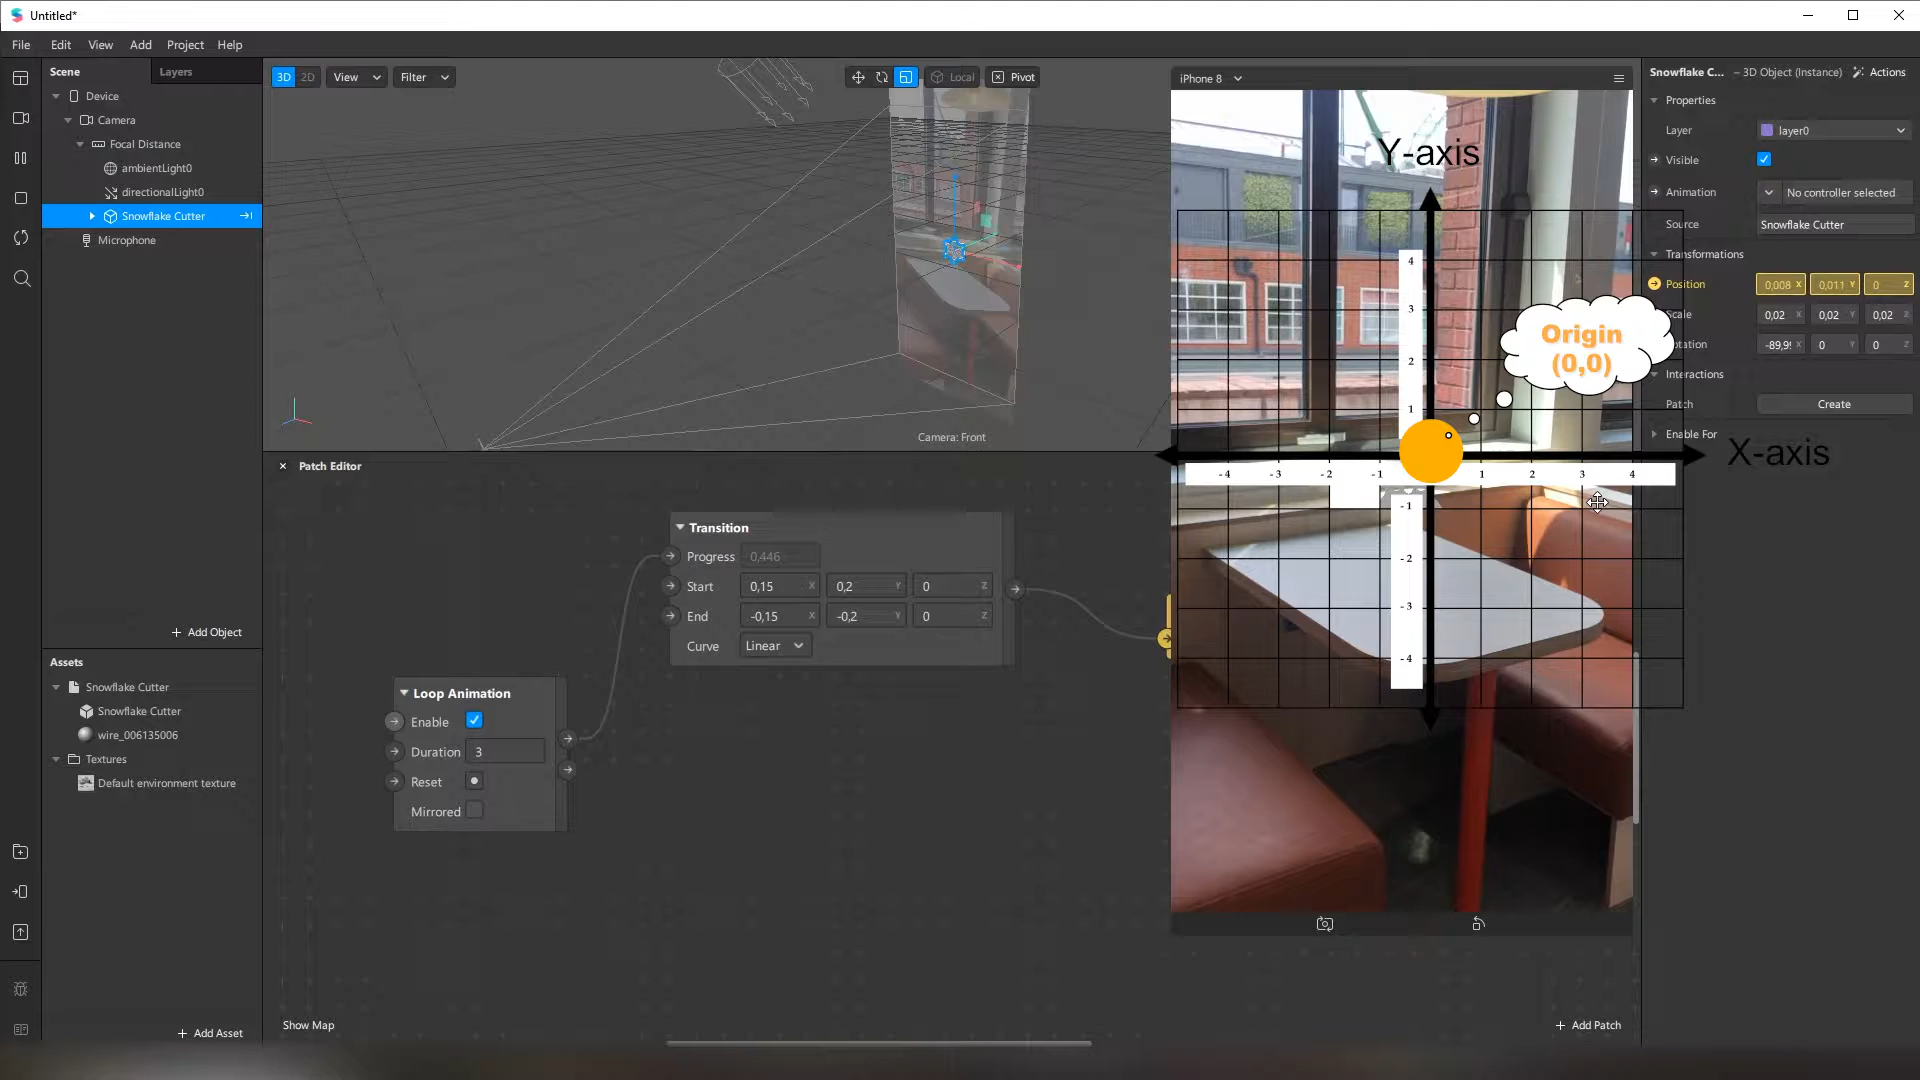 Untitled*
File Edit View Add Project Help
Scene Layers
Device
Camera
Focal Distance
ambientLight0
directionalLight0
Snowflake Cutter
Microphone
+ Add Object
Assets
Snowflake Cutter
Snowflake Cutter
wire_006135006
Textures
Default environment texture
+ Add Asset
3D 2D View Filter Local Pivot
Camera: Front
Patch Editor
Transition
Progress 0,446
Start 0,15 X 0,2 Y 0 Z
End -0,15 X -0,2 Y 0 Z
Curve Linear
Loop Animation
Enable
Duration 3
Reset
Mirrored
Show Map
+ Add Patch
iPhone 8
Y-axis
4
3
2
1
Origin
(0,0)
X-axis
-4 -3 -2 -1 1 2 3 4
-1
-2
-3
-4
Snowflake C... – 3D Object (Instance) Actions
Properties
Layer layer0
Visible
Animation No controller selected
Source Snowflake Cutter
Transformations
Position 0,008 X 0,011 Y 0 Z
Scale 0,02 X 0,02 Y 0,02 Z
otation -89,9 X 0 Y 0 Z
Interactions
Patch Create
Enable For